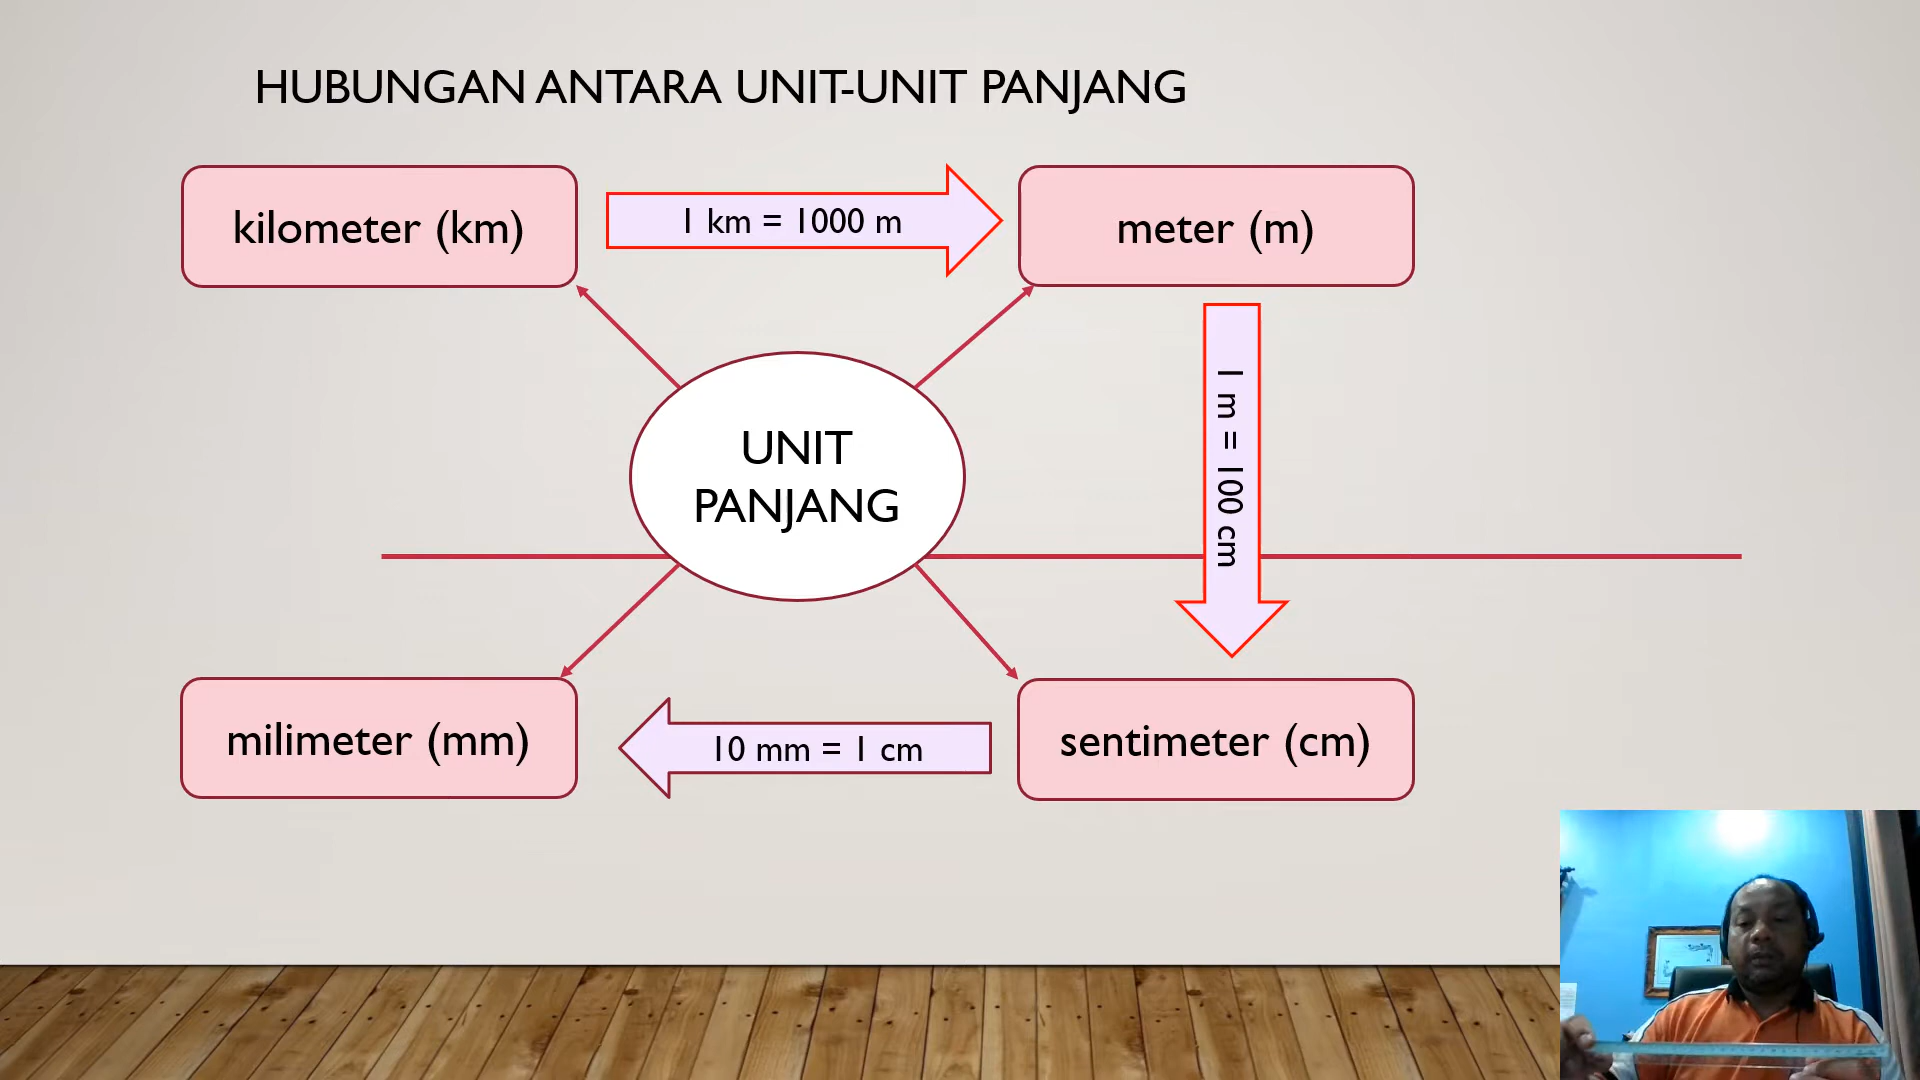 HUBUNGAN ANTARA UNIT-UNIT PANJANG
kilometer (km)
1 km = 1000 m
meter (m)
1 m = 100 cm
UNIT
PANJANG
milimeter (mm)
10 mm = 1 cm
sentimeter (cm)